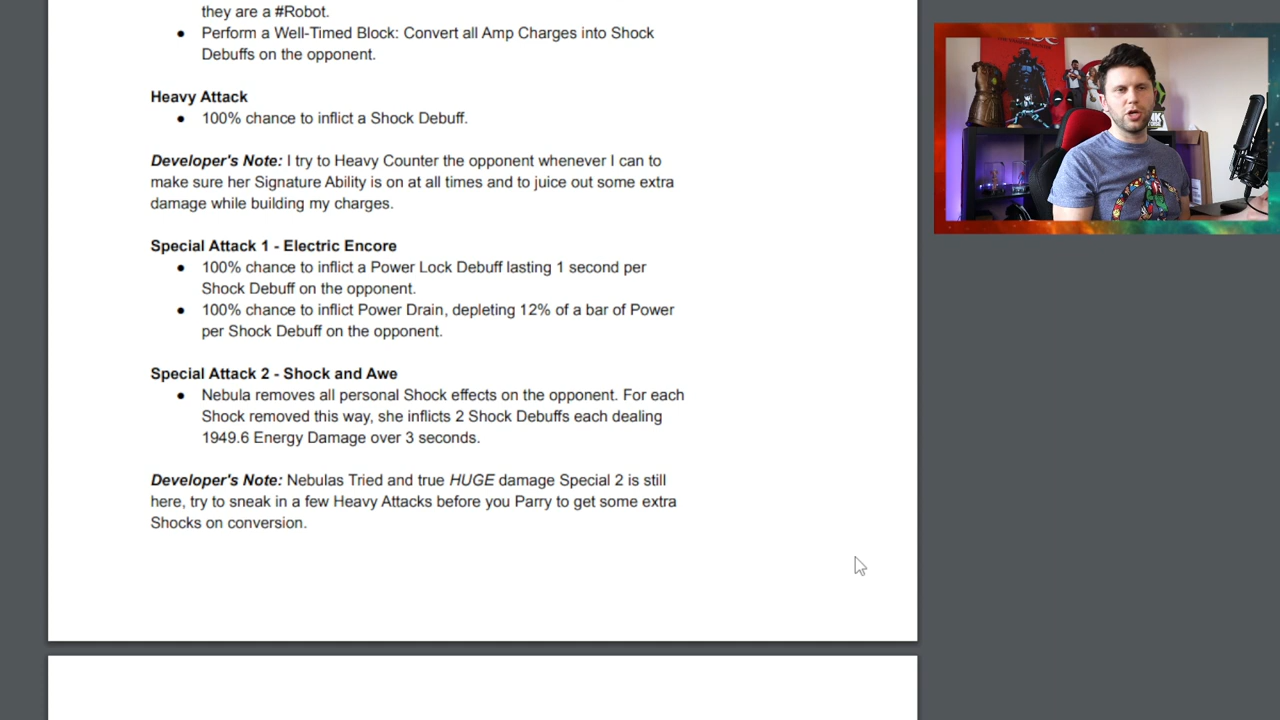 they are a #Robot.
● Perform a Well-Timed Block: Convert all Amp Charges into Shock
Debuffs on the opponent.
Heavy Attack
● 100% chance to inflict a Shock Debuff.
Developer's Note: I try to Heavy Counter the opponent whenever I can to
make sure her Signature Ability is on at all times and to juice out some extra
damage while building my charges.
Special Attack 1 - Electric Encore
● 100% chance to inflict a Power Lock Debuff lasting 1 second per
Shock Debuff on the opponent.
● 100% chance to inflict Power Drain, depleting 12% of a bar of Power
per Shock Debuff on the opponent.
Special Attack 2 - Shock and Awe
● Nebula removes all personal Shock effects on the opponent. For each
Shock removed this way, she inflicts 2 Shock Debuffs each dealing
1949.6 Energy Damage over 3 seconds.
Developer's Note: Nebulas Tried and true HUGE damage Special 2 is still
here, try to sneak in a few Heavy Attacks before you Parry to get some extra
Shocks on conversion.